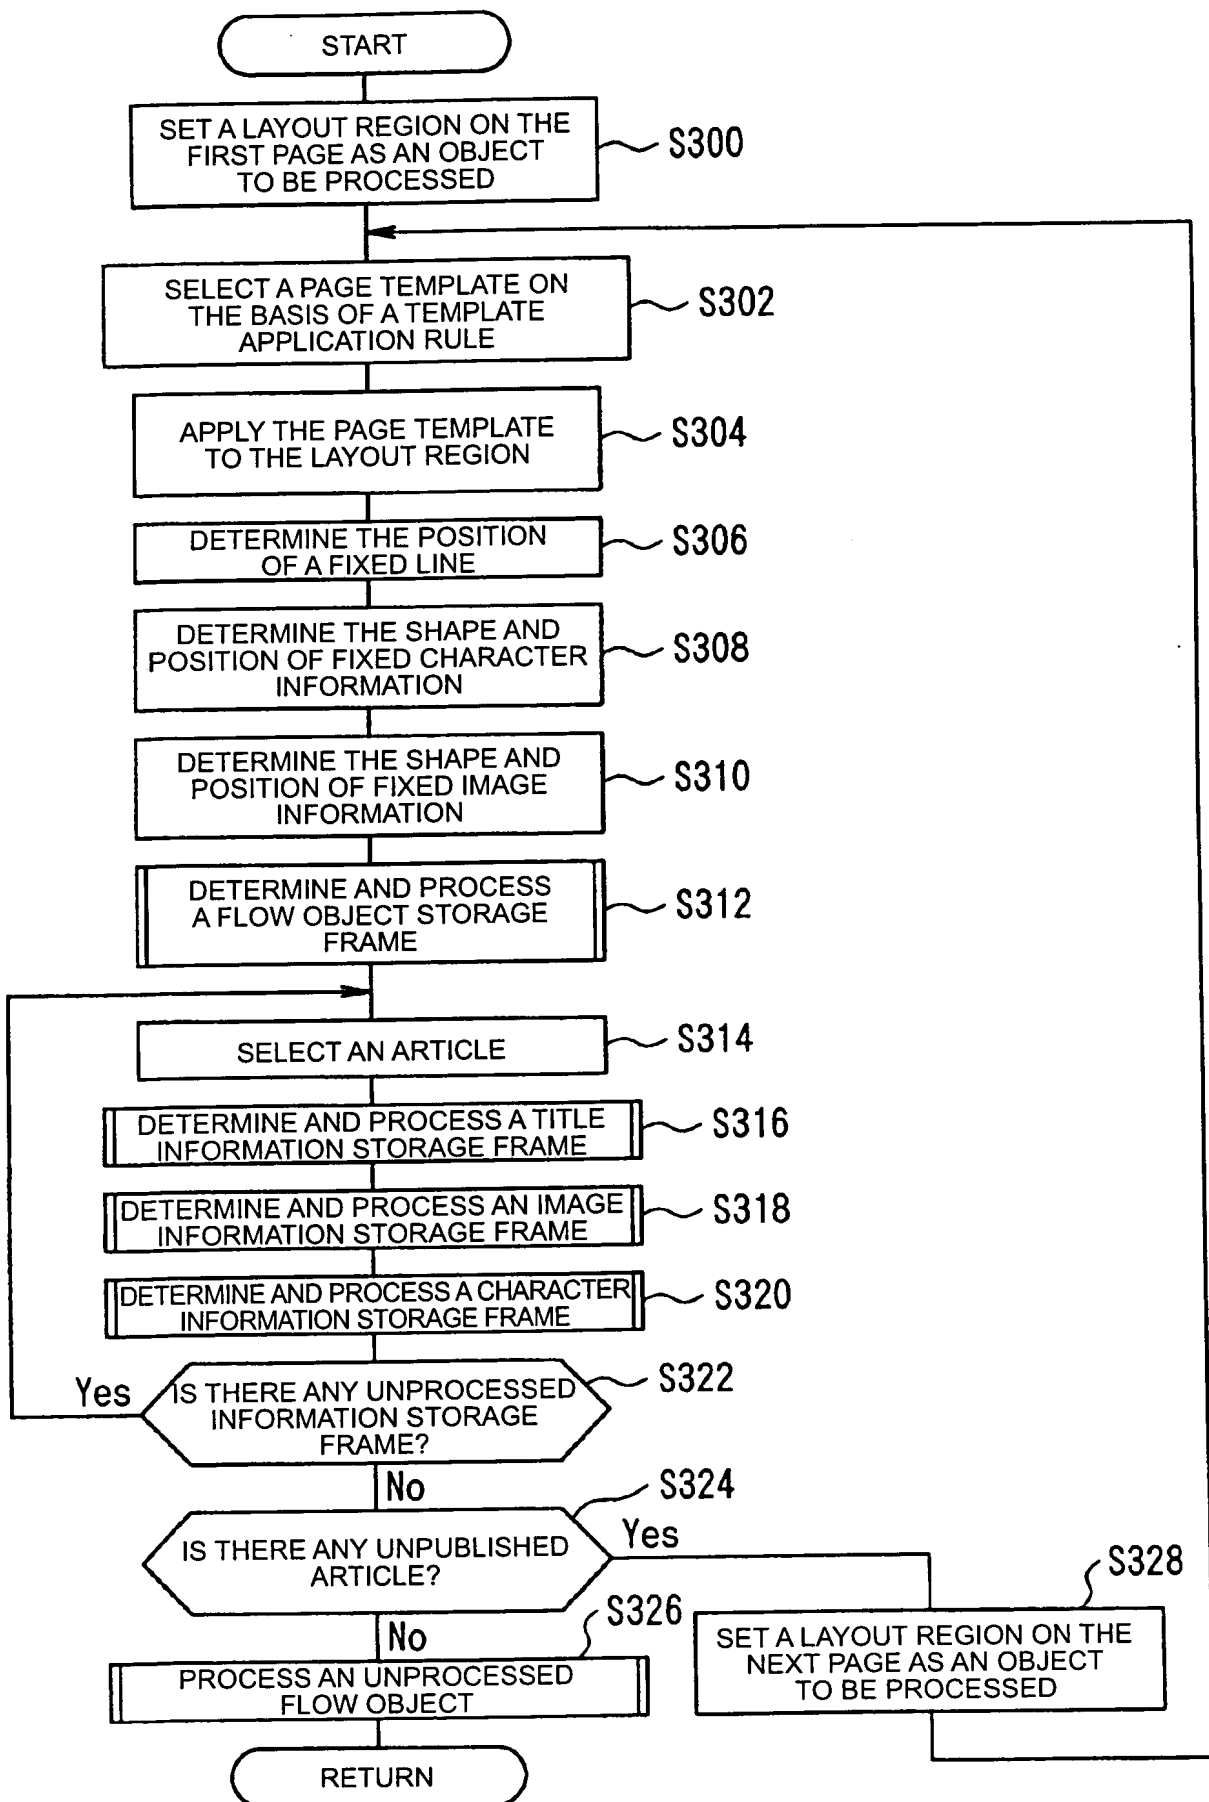 START
SET A LAYOUT REGION ON THE
FIRST PAGE AS AN OBJECT
TO BE PROCESSED
S300
SELECT A PAGE TEMPLATE ON
THE BASIS OF A TEMPLATE
APPLICATION RULE
S302
APPLY THE PAGE TEMPLATE
TO THE LAYOUT REGION
S304
DETERMINE THE POSITION
OF A FIXED LINE
S306
DETERMINE THE SHAPE AND
POSITION OF FIXED CHARACTER
INFORMATION
S308
DETERMINE THE SHAPE AND
POSITION OF FIXED IMAGE
INFORMATION
S310
DETERMINE AND PROCESS
A FLOW OBJECT STORAGE
FRAME
S312
SELECT AN ARTICLE
S314
DETERMINE AND PROCESS A TITLE
INFORMATION STORAGE FRAME
S316
DETERMINE AND PROCESS AN IMAGE
INFORMATION STORAGE FRAME
S318
DETERMINE AND PROCESS A CHARACTER
INFORMATION STORAGE FRAME
S320
Yes
IS THERE ANY UNPROCESSED
INFORMATION STORAGE
FRAME?
S322
No
IS THERE ANY UNPUBLISHED
ARTICLE?
S324
Yes
No
S326
PROCESS AN UNPROCESSED
FLOW OBJECT
S328
SET A LAYOUT REGION ON THE
NEXT PAGE AS AN OBJECT
TO BE PROCESSED
RETURN